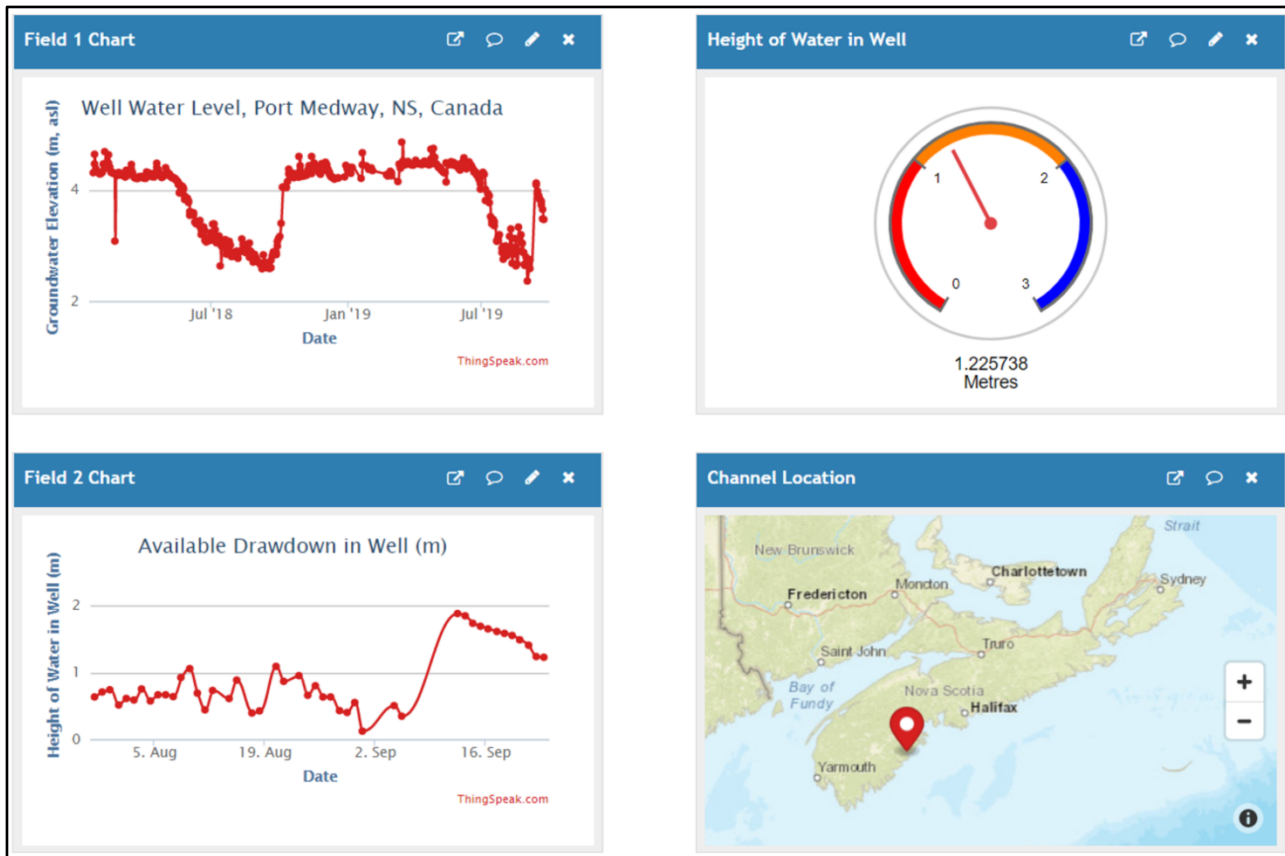 Field 1 Chart
Well Water Level, Port Medway, NS, Canada
Groundwater Elevation (m, asl)
4
2
Jul '18
Jan '19
Jul '19
Date
ThingSpeak.com
Height of Water in Well
0
1
2
3
1.225738
Metres
Field 2 Chart
Available Drawdown in Well (m)
Height of Water in Well (m)
2
1
0
5. Aug
19. Aug
2. Sep
16. Sep
Date
ThingSpeak.com
Channel Location
Strait
New Brunswick
Charlottetown
Sydney
Moncton
Fredericton
Truro
Saint John
Bay of
Fundy
Nova Scotia
Halifax
Yarmouth
+
−
i